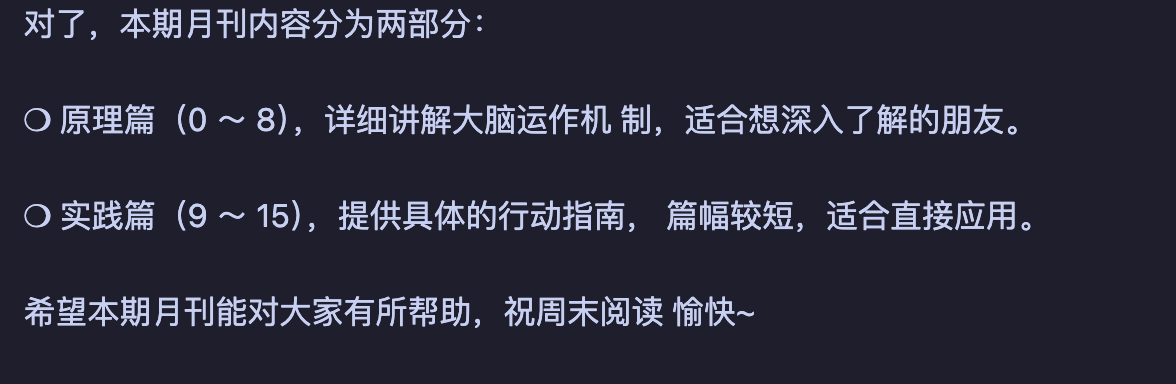 对了，本期月刊内容分为两部分：
❍ 原理篇（0 ～ 8），详细讲解大脑运作机 制，适合想深入了解的朋友。
❍ 实践篇（9 ～ 15），提供具体的行动指南， 篇幅较短，适合直接应用。
希望本期月刊能对大家有所帮助，祝周末阅读 愉快~